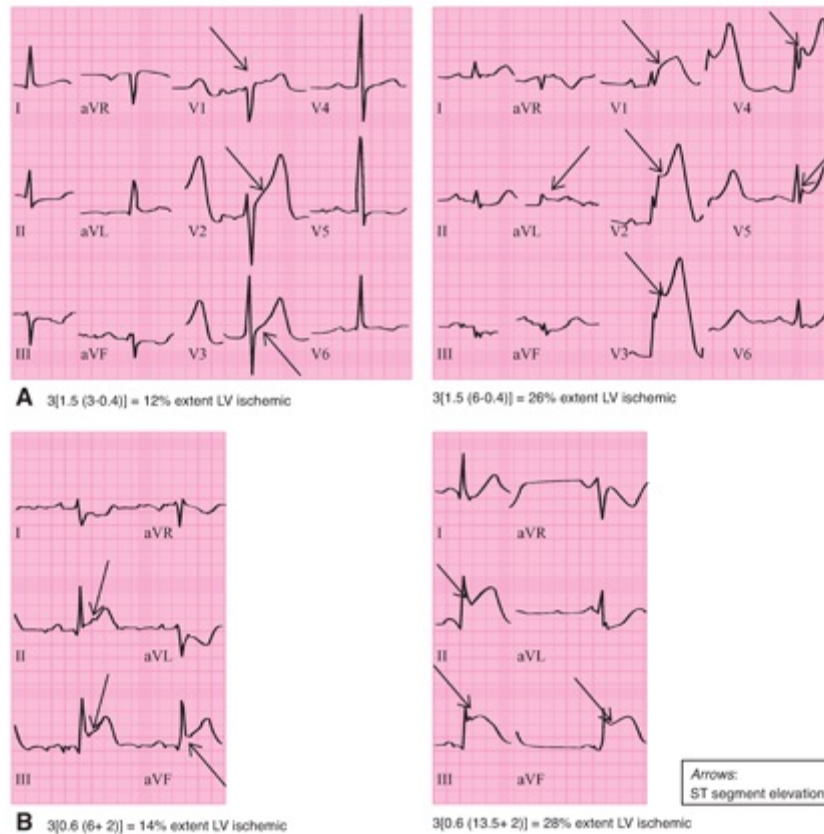 I aVR V1 V4
II aVL V2 V5
III aVF V3 V6
A 3[1.5 (3-0.4)] = 12% extent LV ischemic
I aVR V1 V4
II aVL V2 V5
III aVF V3 V6
3[1.5 (6-0.4)] = 26% extent LV ischemic
I aVR
II aVL
III aVF
B 3[0.6 (6+ 2)] = 14% extent LV ischemic
I aVR
II aVL
III aVF
3[0.6 (13.5+ 2)] = 28% extent LV ischemic
Arrows:
ST segment elevation